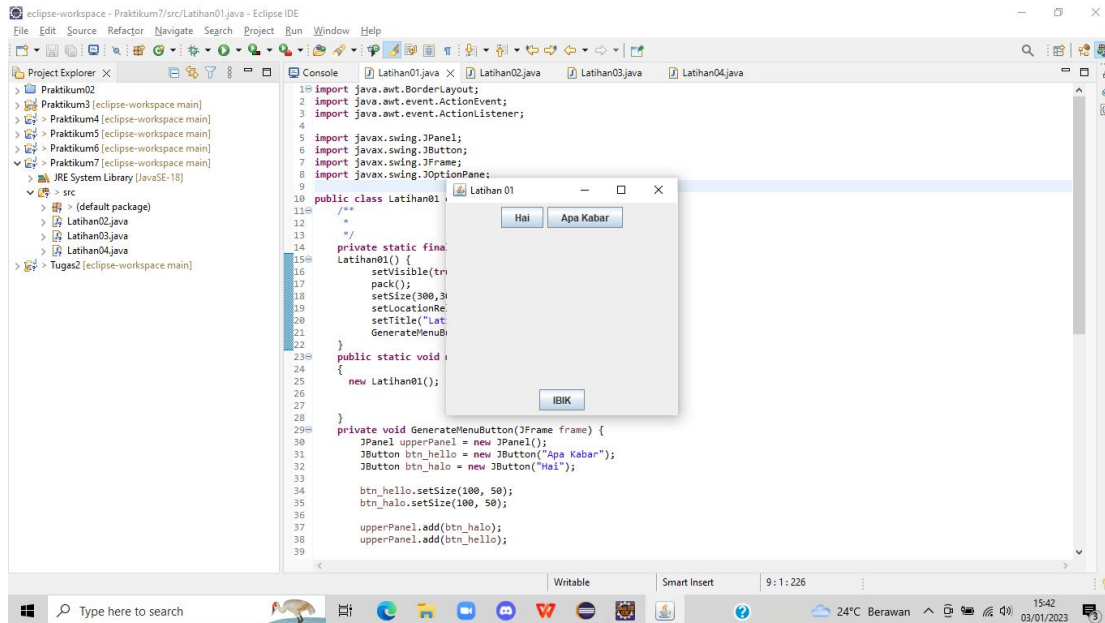 eclipse-workspace - Praktikum7/src/Latihan01.java - Eclipse IDE
File Edit Source Refactor Navigate Search Project Run Window Help
Project Explorer
Console
Latihan01.java
Latihan02.java
Latihan03.java
Latihan04.java
Praktikum02
Praktikum3 [eclipse-workspace main]
> Praktikum4 [eclipse-workspace main]
> Praktikum5 [eclipse-workspace main]
> Praktikum6 [eclipse-workspace main]
> Praktikum7 [eclipse-workspace main]
JRE System Library [JavaSE-18]
> src
> (default package)
> Latihan02.java
> Latihan03.java
> Latihan04.java
> Tugas2 [eclipse-workspace main]
1 import java.awt.BorderLayout;
2 import java.awt.event.ActionEvent;
3 import java.awt.event.ActionListener;
4
5 import javax.swing.JPanel;
6 import javax.swing.JButton;
7 import javax.swing.JFrame;
8 import javax.swing.JOptionPane;
9
10 public class Latihan01
11 /**
12 *
13 */
14 private static fina
15 Latihan01() {
16 setVisible(tr
17 pack();
18 setSize(300,3
19 setLocationRe
20 setTitle("Lat
21 GenerateMenuB
22 }
23 public static void
24 {
25 new Latihan01();
26
27
28 }
29 private void GenerateMenuButton(JFrame frame) {
30 JPanel upperPanel = new JPanel();
31 JButton btn_hello = new JButton("Apa Kabar");
32 JButton btn_halo = new JButton("Hai");
33
34 btn_hello.setSize(100, 50);
35 btn_halo.setSize(100, 50);
36
37 upperPanel.add(btn_halo);
38 upperPanel.add(btn_hello);
39
Latihan 01
Hai
Apa Kabar
IBIK
Writable
Smart Insert
9 : 1 : 226
Type here to search
24°C Berawan
15:42
03/01/2023
3